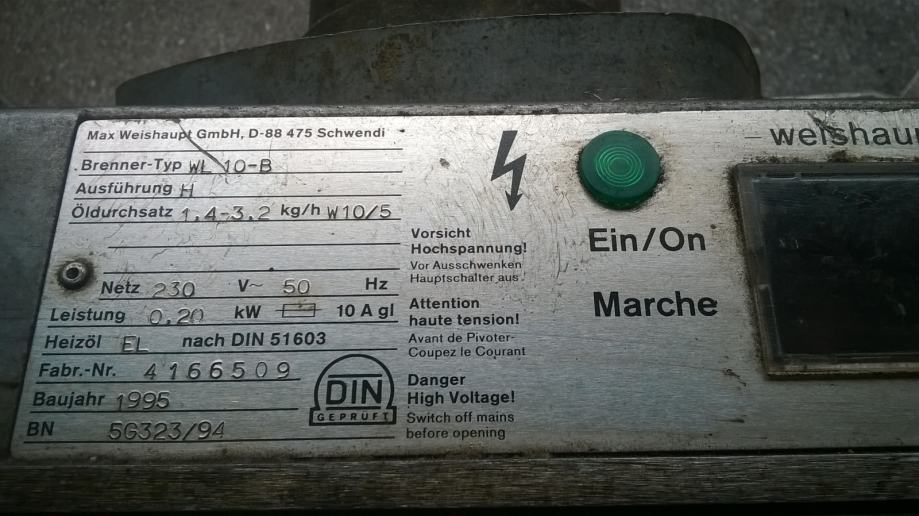 Max Weishaupt GmbH, D-88 475 Schwendi
Brenner-Typ WL 10-B
Ausführung H
Öldurchsatz 1,4-3,2 kg/h W10/5
Netz 230 V~ 50 Hz
Leistung 0,20 kW 10 A gl
Heizöl EL nach DIN 51603
Fabr.-Nr. 4166509
Baujahr 1995
BN 5G323/94
DIN
GEPRÜFT
Vorsicht
Hochspannung!
Vor Ausschwenken
Hauptschalter aus
Attention
haute tension!
Avant de Pivoter-
Coupez le Courant
Danger
High Voltage!
Switch off mains
before opening
Ein/On
Marche
– weishau